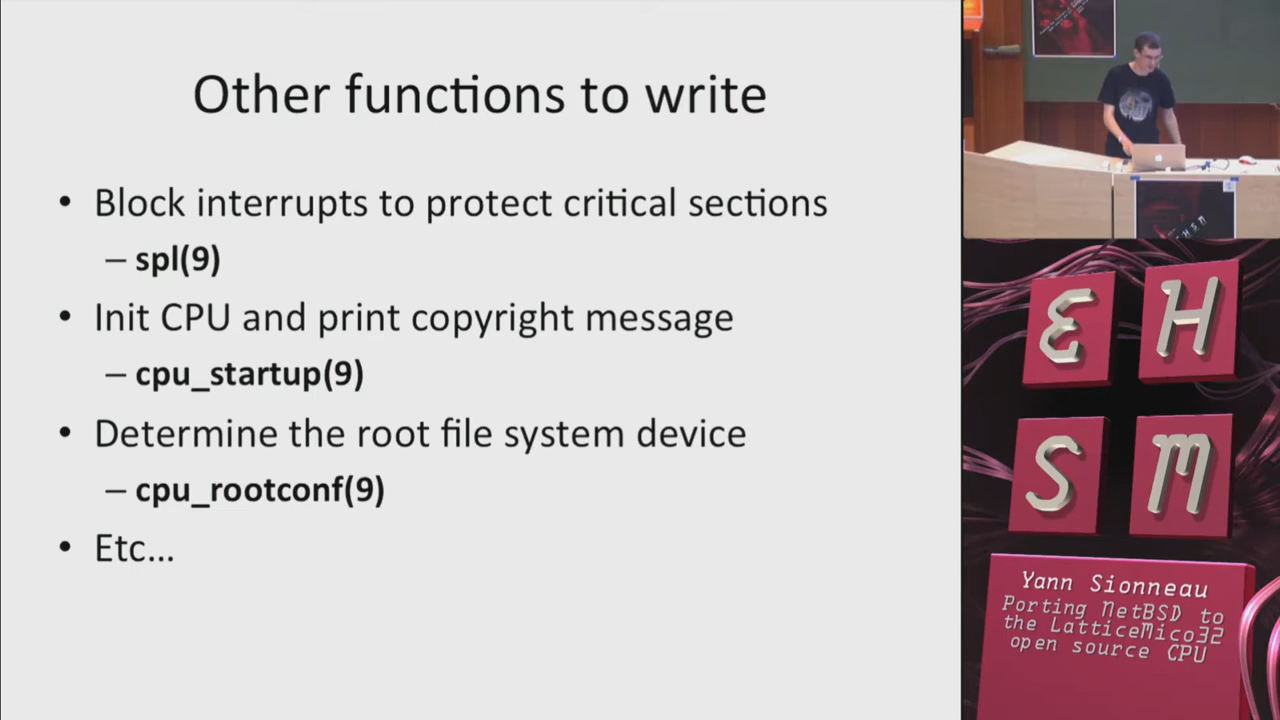 Other functions to write
• Block interrupts to protect critical sections
– spl(9)
• Init CPU and print copyright message
– cpu_startup(9)
• Determine the root file system device
– cpu_rootconf(9)
• Etc...
E H
S M
Yann Sionneau
Porting NetBSD to
the LatticeMico32
open source CPU